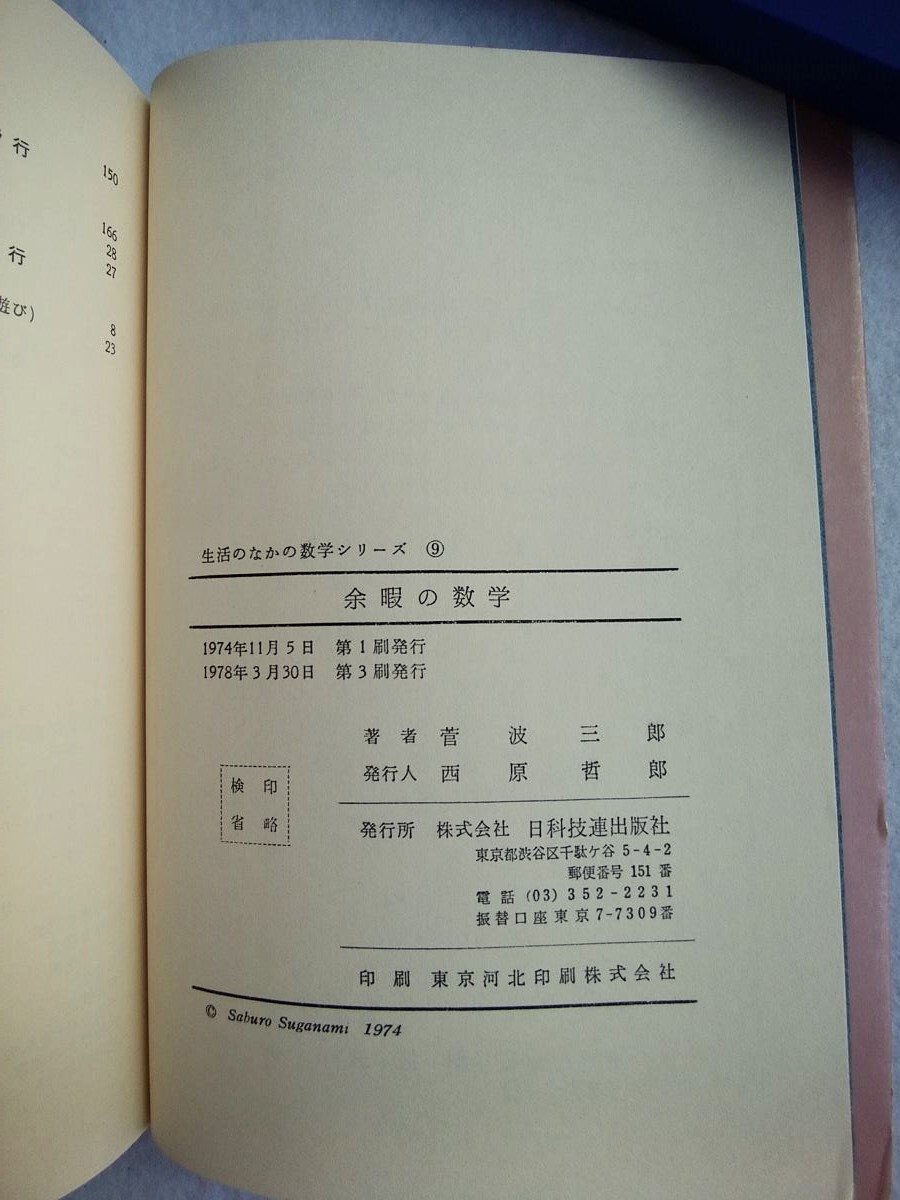 行
150
166
28
行
27
遊び)
8
23
生活のなかの数学シリーズ ⑨
余暇の数学
1974年11月5日 第1刷発行
1978年3月30日 第3刷発行
著者 菅波三郎
発行人 西原哲郎
検印
省略
発行所 株式会社 日科技連出版社
東京都渋谷区千駄ケ谷 5-4-2
郵便番号 151 番
電話 (03) 352-2231
振替口座東京 7-7309番
印刷 東京河北印刷株式会社
© Saburo Suganami 1974